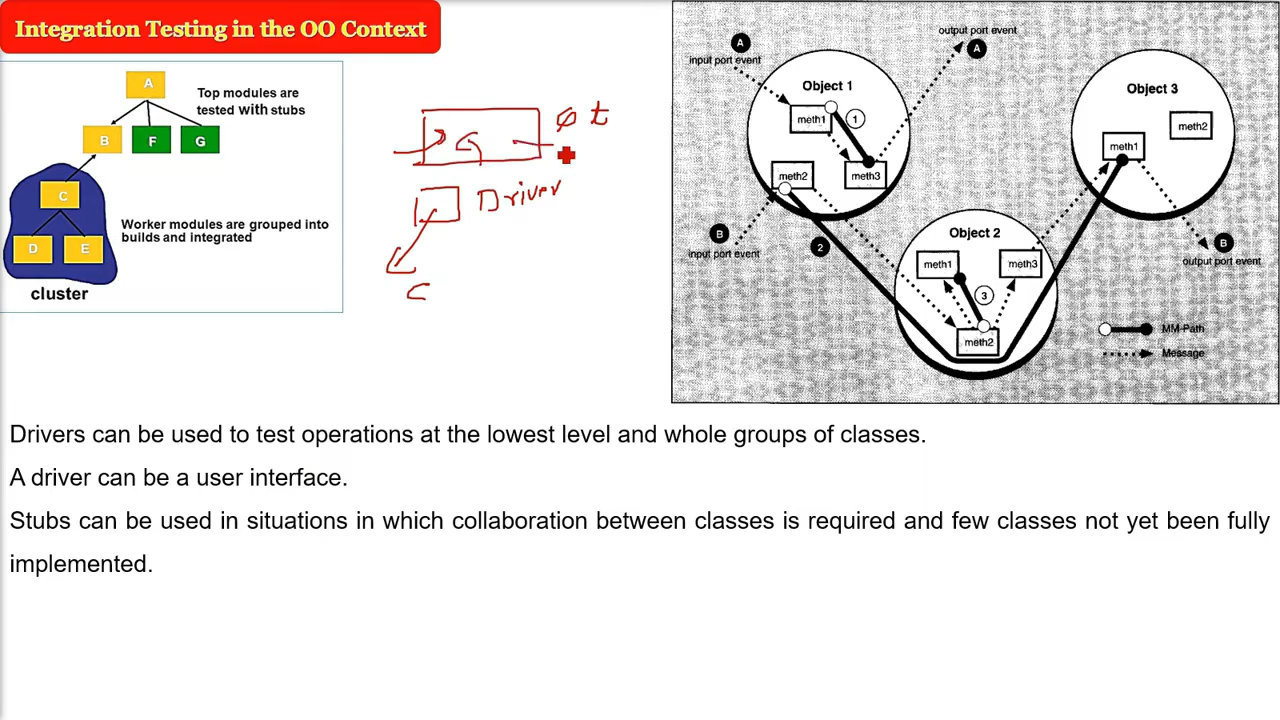 Integration Testing in the OO Context
A
Top modules are
tested with stubs
B
F
G
C
Worker modules are grouped into
builds and integrated
D
E
cluster
G
φ t
Driver
C
A
input port event
output port event
A
Object 1
meth1
1
meth2
meth3
B
input port event
2
Object 2
meth1
meth3
3
meth2
Object 3
meth2
meth1
B
output port event
MM-Path
Message
Drivers can be used to test operations at the lowest level and whole groups of classes.
A driver can be a user interface.
Stubs can be used in situations in which collaboration between classes is required and few classes not yet been fully
implemented.